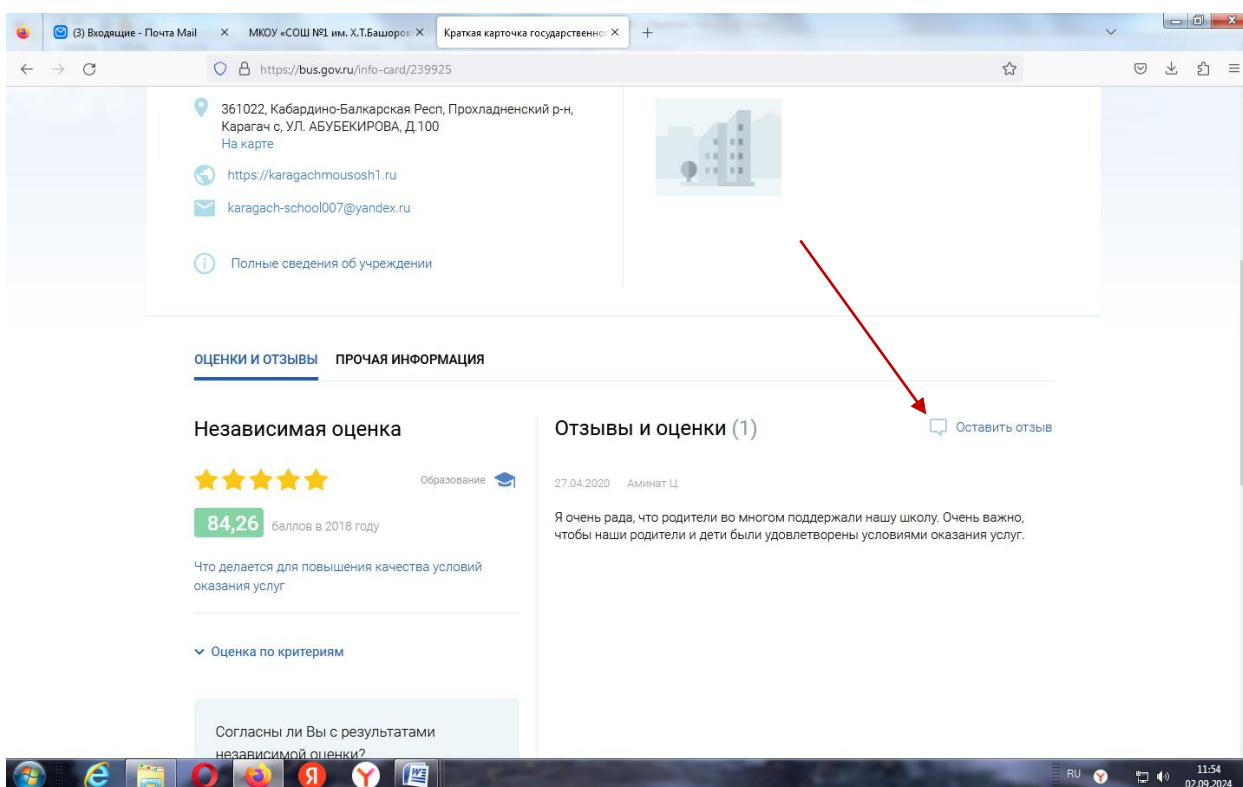 (3) Входящие - Почта Mail
МКОУ «СОШ №1 им. Х.Т.Башоров
Краткая карточка государственног
https://bus.gov.ru/info-card/239925
361022, Кабардино-Балкарская Респ, Прохладненский р-н,
Карагач с, УЛ. АБУБЕКИРОВА, Д.100
На карте
https://karagachmousosh1.ru
karagach-school007@yandex.ru
Полные сведения об учреждении
ОЦЕНКИ И ОТЗЫВЫ ПРОЧАЯ ИНФОРМАЦИЯ
Независимая оценка
Образование
84,26 баллов в 2018 году
Что делается для повышения качества условий
оказания услуг
Оценка по критериям
Согласны ли Вы с результатами
независимой оценки?
Отзывы и оценки (1)
Оставить отзыв
27.04.2020 Аминат Ц.
Я очень рада, что родители во многом поддержали нашу школу. Очень важно,
чтобы наши родители и дети были удовлетворены условиями оказания услуг.
RU
11:54
02.09.2024